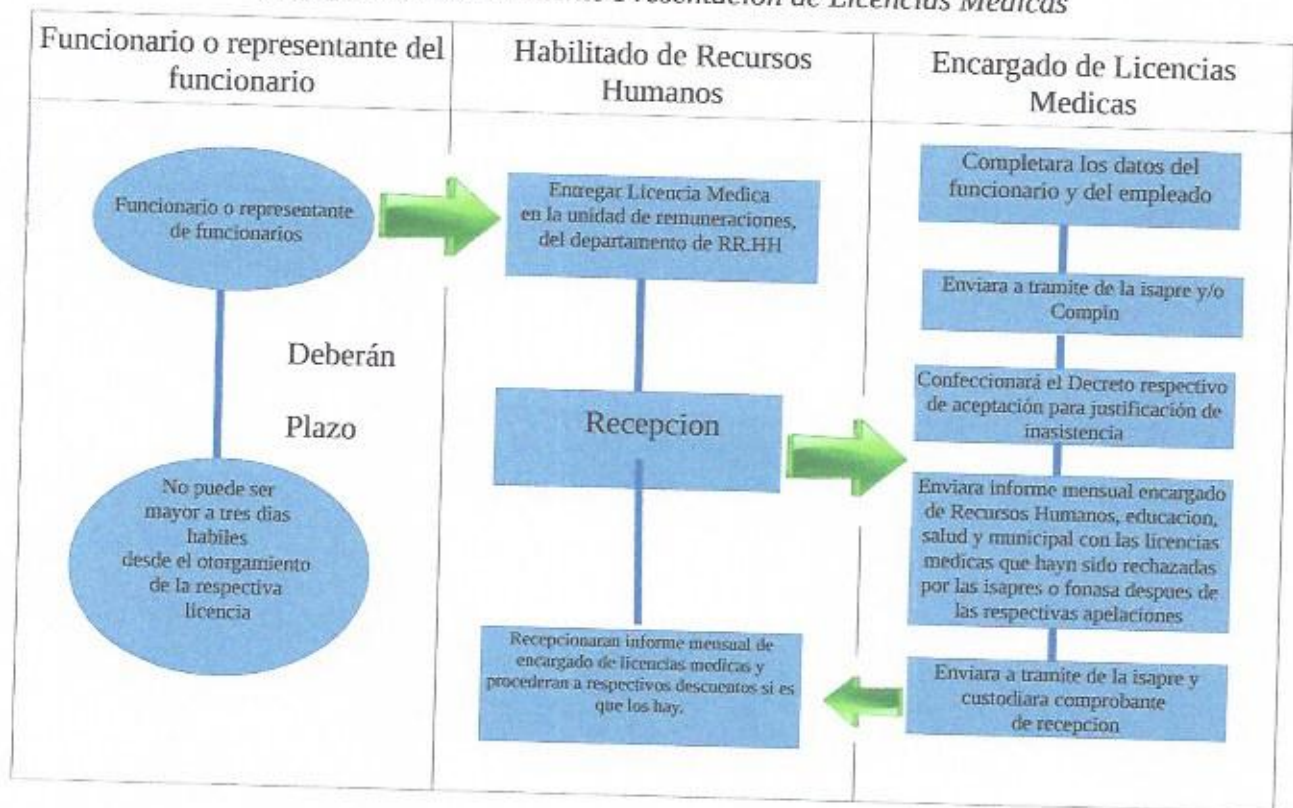 Presentación de Licencias Medicas
Funcionario o representante del
funcionario
Habilitado de Recursos
Humanos
Encargado de Licencias
Medicas
Funcionario o representante
de funcionarios
Deberán
Plazo
No puede ser
mayor a tres dias
habiles
desde el otorgamiento
de la respectiva
licencia
Entregar Licencia Medica
en la unidad de remuneraciones,
del departamento de RR.HH
Recepcion
Recepcionaran informe mensual de
encargado de licencias medicas y
procederan a respectivos descuentos si es
que los hay.
Completara los datos del
funcionario y del empleado
Enviara a tramite de la isapre y/o
Compin
Confeccionará el Decreto respectivo
de aceptación para justificación de
inasistencia
Enviara informe mensual encargado
de Recursos Humanos, educacion,
salud y municipal con las licencias
medicas que hayn sido rechazadas
por las isapres o fonasa despues de
las respectivas apelaciones
Enviara a tramite de la isapre y
custodiara comprobante
de recepcion